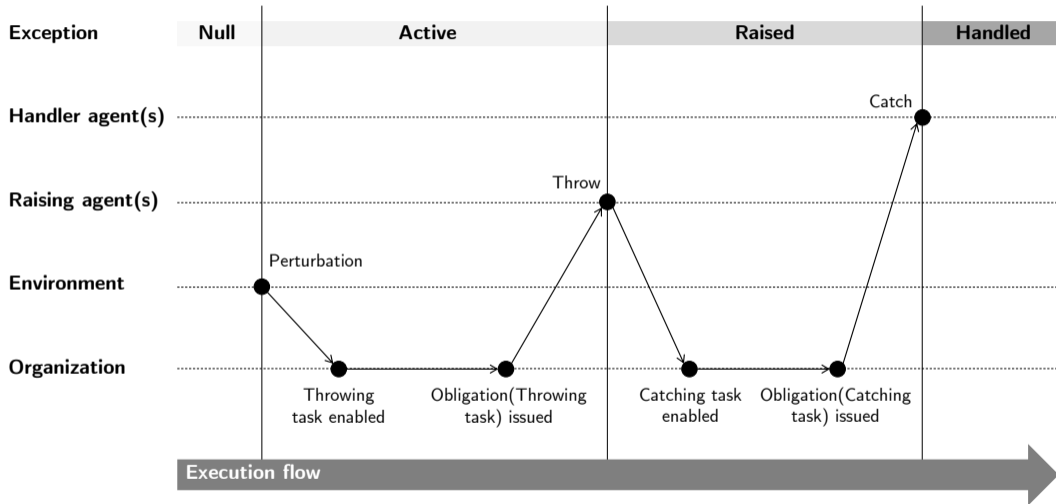 Exception
Null
Active
Raised
Handled
Handler agent(s)
Catch
Raising agent(s)
Throw
Environment
Perturbation
Organization
Throwing
task enabled
Obligation(Throwing
task) issued
Catching task
enabled
Obligation(Catching
task) issued
Execution flow